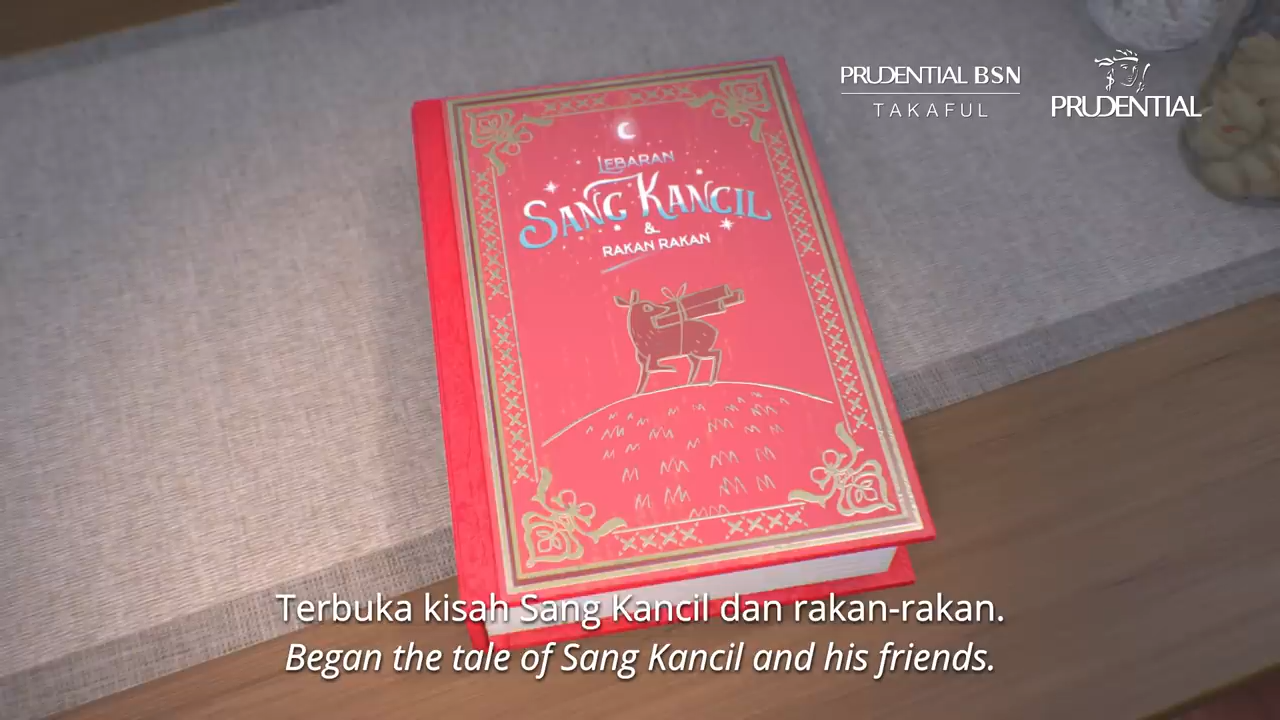 PRUDENTIAL BSN
TAKAFUL
PRUDENTIAL
LEBARAN
SANG KANCIL
&
RAKAN RAKAN
Terbuka kisah Sang Kancil dan rakan-rakan.
Began the tale of Sang Kancil and his friends.